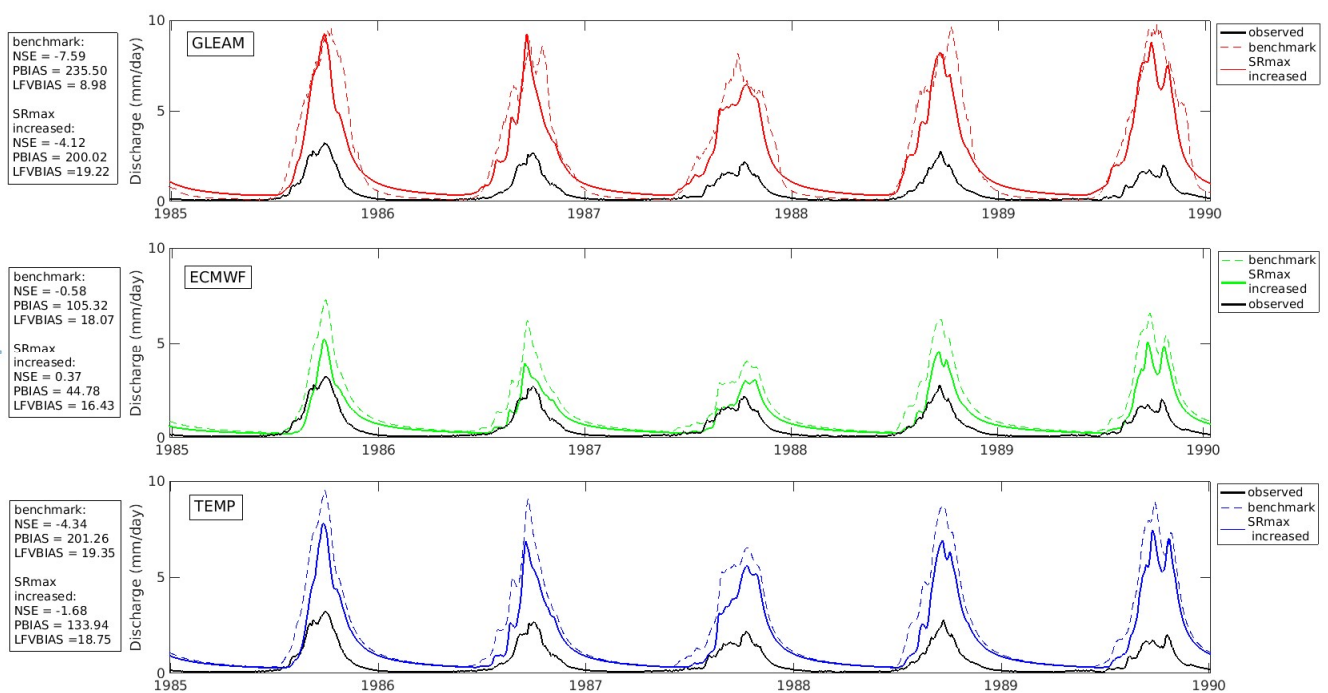 benchmark:
NSE = -7.59
PBIAS = 235.50
LFVBIAS = 8.98
SRmax
increased:
NSE = -4.12
PBIAS = 200.02
LFVBIAS =19.22
Discharge (mm/day)
10
5
0
GLEAM
1985
1986
1987
1988
1989
1990
observed
benchmark
SRmax
increased
benchmark:
NSE = -0.58
PBIAS = 105.32
LFVBIAS = 18.07
SRmax
increased:
NSE = 0.37
PBIAS = 44.78
LFVBIAS = 16.43
Discharge (mm/day)
10
5
0
ECMWF
1985
1986
1987
1988
1989
1990
benchmark
SRmax
increased
observed
benchmark:
NSE = -4.34
PBIAS = 201.26
LFVBIAS = 19.35
SRmax
increased:
NSE = -1.68
PBIAS = 133.94
LFVBIAS =18.75
Discharge (mm/day)
10
5
0
TEMP
1985
1986
1987
1988
1989
1990
observed
benchmark
SRmax
increased